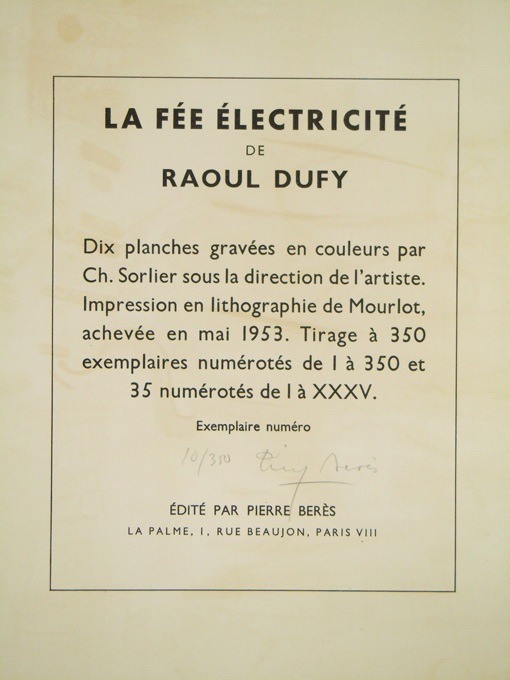 LA FÉE ÉLECTRICITÉ
DE
RAOUL DUFY
Dix planches gravées en couleurs par
Ch. Sorlier sous la direction de l'artiste.
Impression en lithographie de Mourlot,
achevée en mai 1953. Tirage à 350
exemplaires numérotés de I à 350 et
35 numérotés de I à XXXV.
Exemplaire numéro
10/350 Pierre Berès
ÉDITÉ PAR PIERRE BERÈS
LA PALME, I, RUE BEAUJON, PARIS VIII